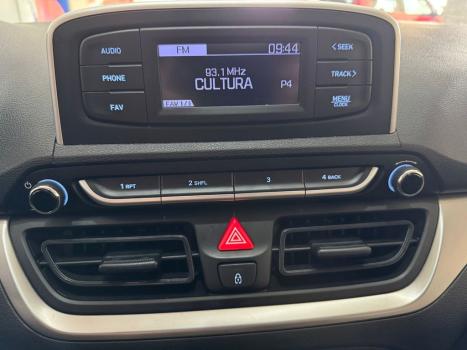 AUDIO
PHONE
FAV
FM 09:44
93.1 MHz
CULTURA P4
FAV 1/1
< SEEK
TRACK >
MENU/
CLOCK
1 RPT
2 SHFL
3
4 BACK